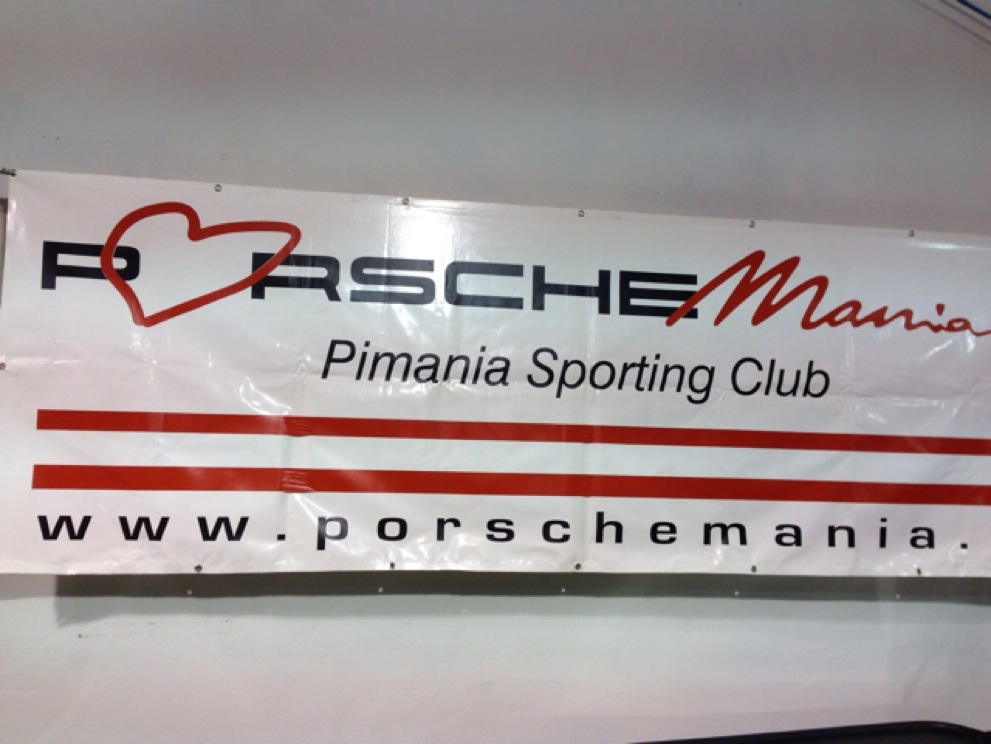 PORSCHE Mania
Pimania Sporting Club
www.porschemania.